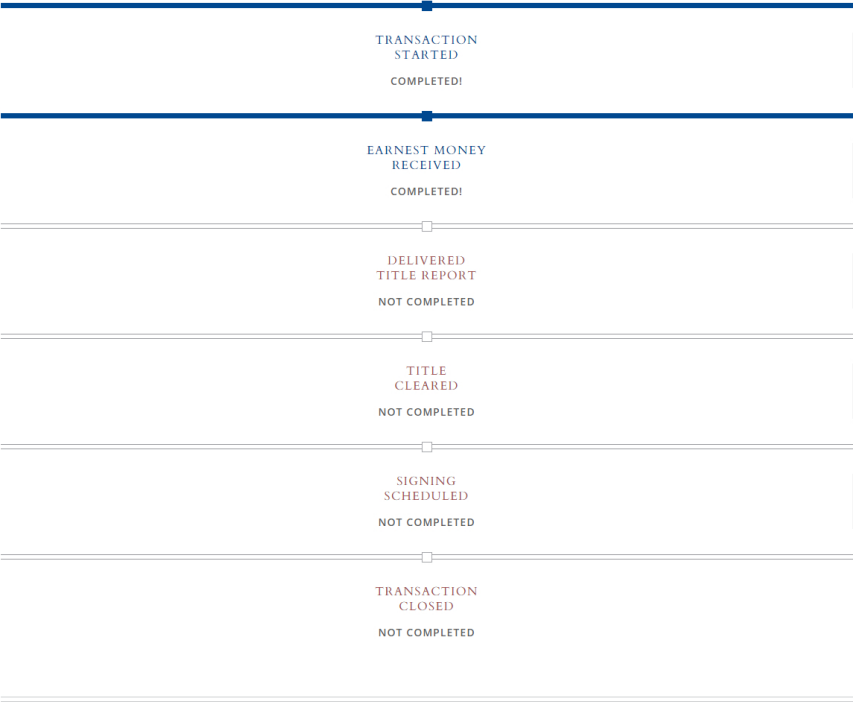 TRANSACTION
STARTED
COMPLETED!
EARNEST MONEY
RECEIVED
COMPLETED!
DELIVERED
TITLE REPORT
NOT COMPLETED
TITLE
CLEARED
NOT COMPLETED
SIGNING
SCHEDULED
NOT COMPLETED
TRANSACTION
CLOSED
NOT COMPLETED